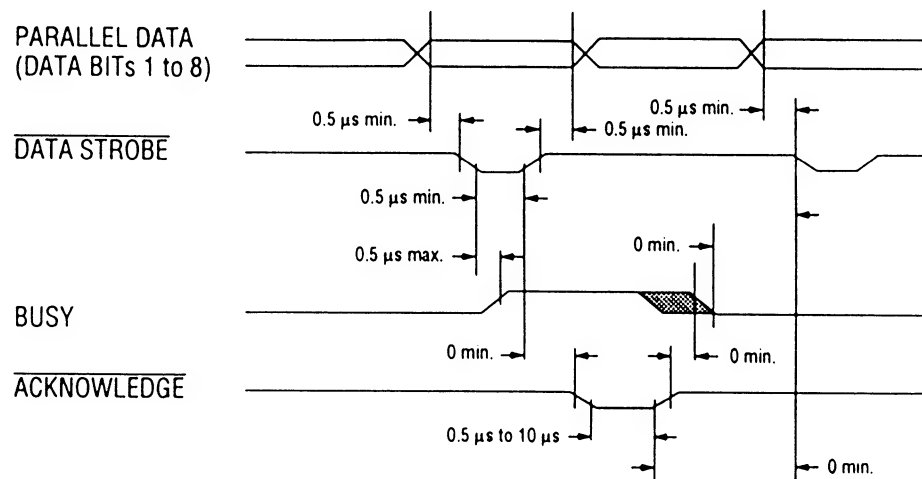 PARALLEL DATA
(DATA BITs 1 to 8)
0.5 µs min.
0.5 µs min.
0.5 µs min.
DATA STROBE
0.5 µs min.
0 min.
0.5 µs max.
BUSY
0 min.
0 min.
ACKNOWLEDGE
0.5 µs to 10 µs
0 min.